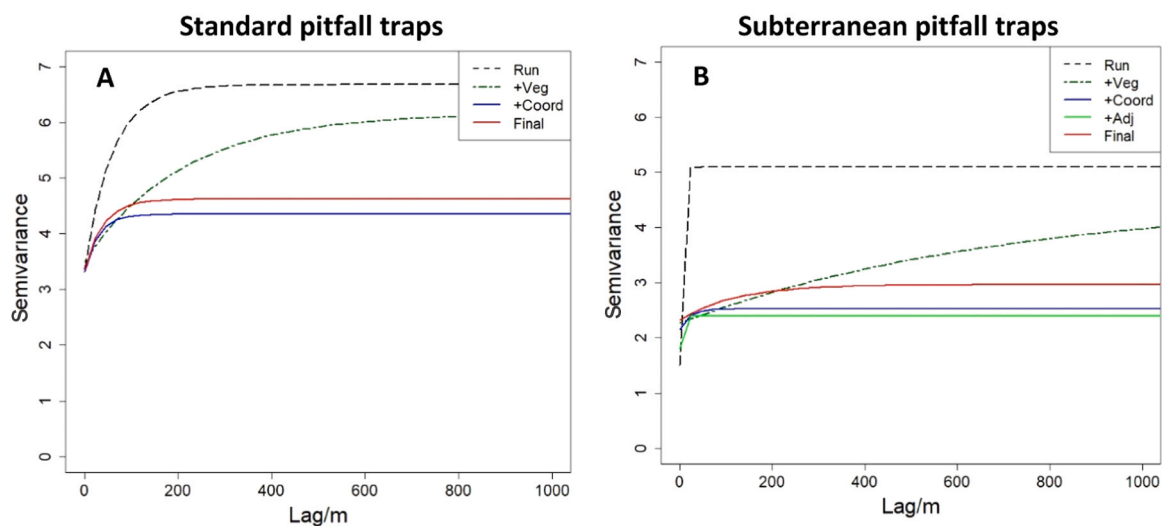 Standard pitfall traps
A
Run
+Veg
+Coord
Final
Semivariance
7
6
5
4
3
2
1
0
0 200 400 600 800 1000
Lag/m
Subterranean pitfall traps
B
Run
+Veg
+Coord
+Adj
Final
Semivariance
7
6
5
4
3
2
1
0
0 200 400 600 800 1000
Lag/m